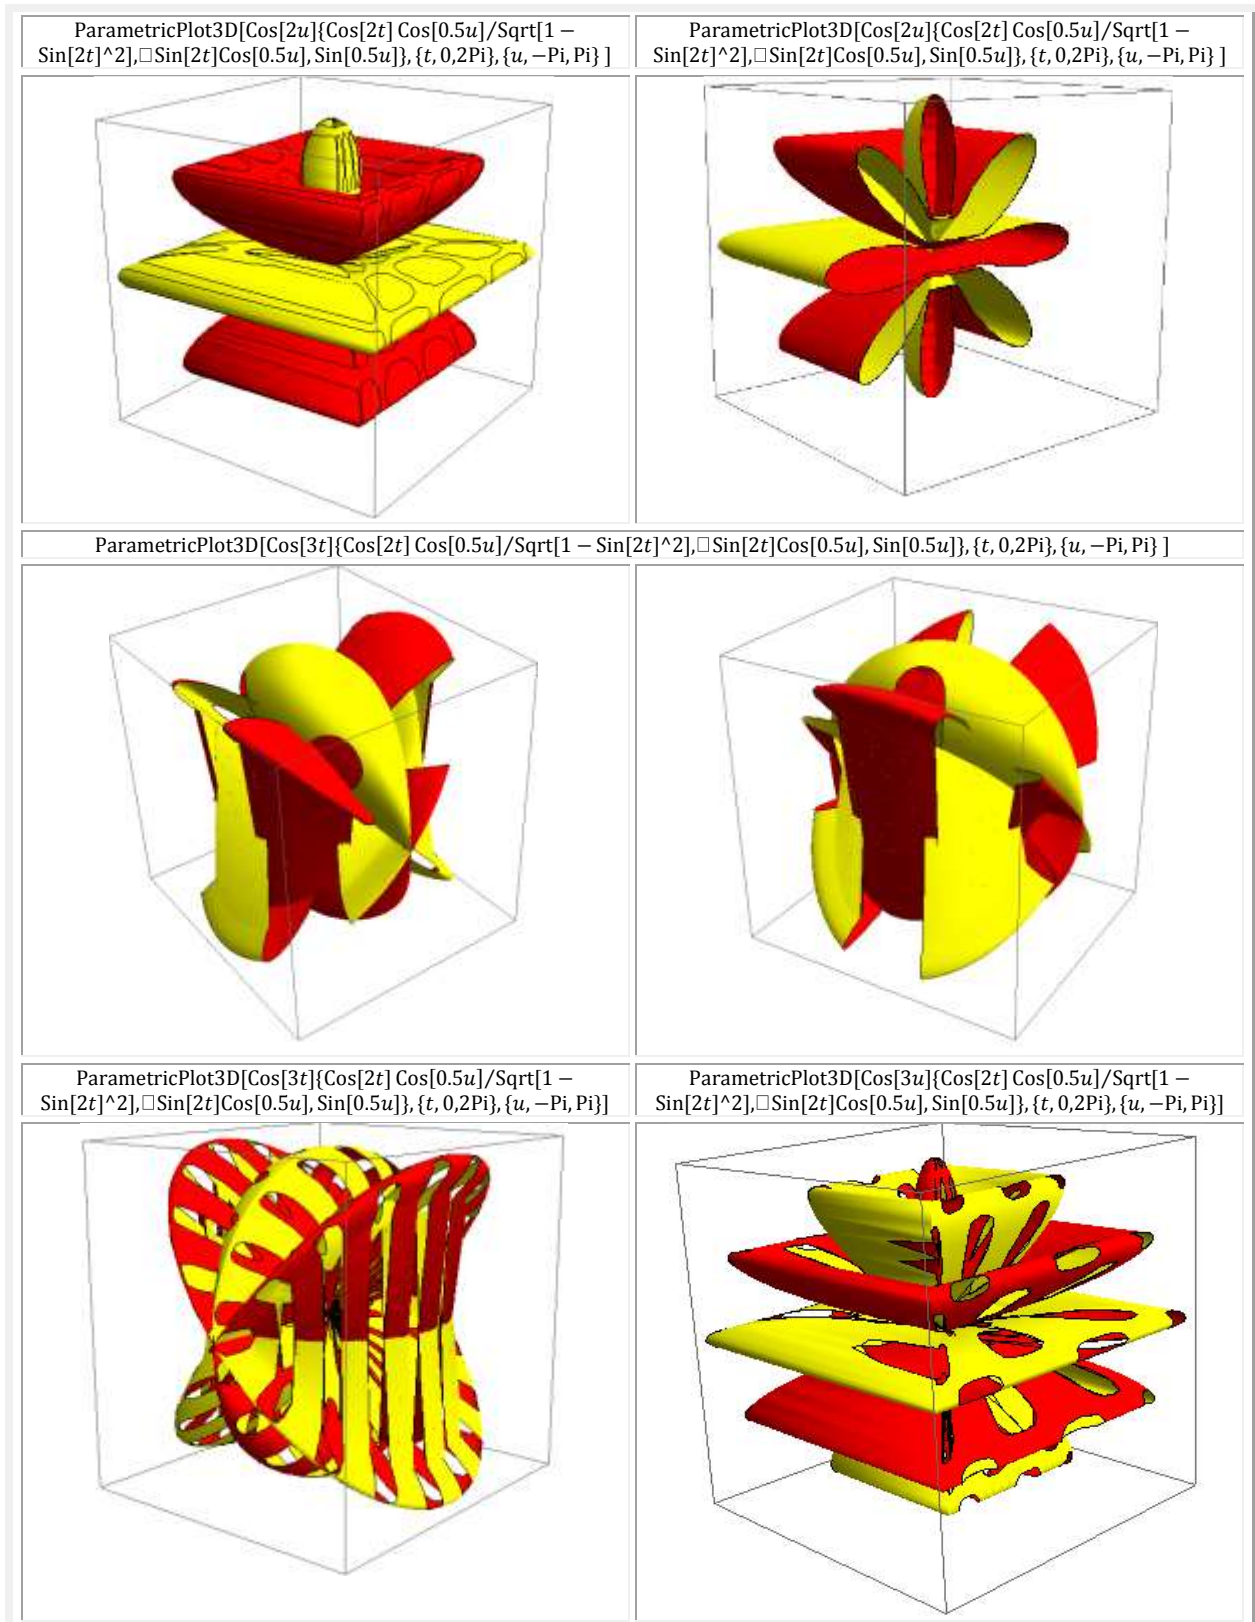 ParametricPlot3D[Cos[2u]{Cos[2t] Cos[0.5u]/Sqrt[1 −
Sin[2t]^2],□Sin[2t]Cos[0.5u], Sin[0.5u]}, {t, 0,2Pi}, {u, −Pi, Pi} ]
ParametricPlot3D[Cos[2u]{Cos[2t] Cos[0.5u]/Sqrt[1 −
Sin[2t]^2],□Sin[2t]Cos[0.5u], Sin[0.5u]}, {t, 0,2Pi}, {u, −Pi, Pi} ]
ParametricPlot3D[Cos[3t]{Cos[2t] Cos[0.5u]/Sqrt[1 − Sin[2t]^2],□Sin[2t]Cos[0.5u], Sin[0.5u]}, {t, 0,2Pi}, {u, −Pi, Pi} ]
ParametricPlot3D[Cos[3t]{Cos[2t] Cos[0.5u]/Sqrt[1 −
Sin[2t]^2],□Sin[2t]Cos[0.5u], Sin[0.5u]}, {t, 0,2Pi}, {u, −Pi, Pi}]
ParametricPlot3D[Cos[3u]{Cos[2t] Cos[0.5u]/Sqrt[1 −
Sin[2t]^2],□Sin[2t]Cos[0.5u], Sin[0.5u]}, {t, 0,2Pi}, {u, −Pi, Pi}]